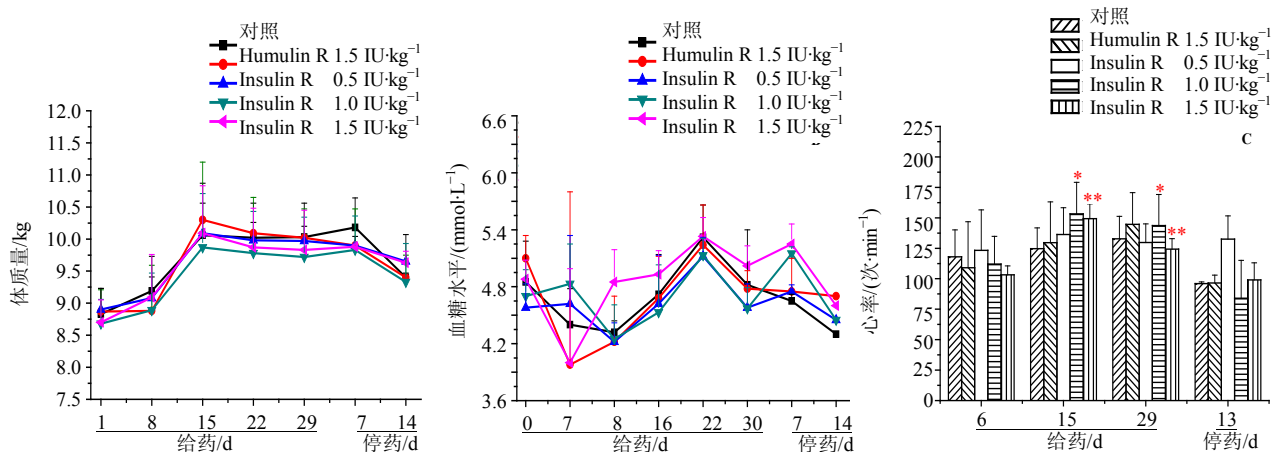 对照
Humulin R 1.5 IU·kg⁻¹
Insulin R 0.5 IU·kg⁻¹
Insulin R 1.0 IU·kg⁻¹
Insulin R 1.5 IU·kg⁻¹
体质量/kg
12.0
11.5
11.0
10.5
10.0
9.5
9.0
8.5
8.0
7.5
1 8 15 22 29 7 14
给药/d 停药/d
对照
Humulin R 1.5 IU·kg⁻¹
Insulin R 0.5 IU·kg⁻¹
Insulin R 1.0 IU·kg⁻¹
Insulin R 1.5 IU·kg⁻¹
血糖水平/(mmol·L⁻¹)
6.6
6.0
5.4
4.8
4.2
3.6
0 7 8 16 22 30 7 14
给药/d 停药/d
对照
Humulin R 1.5 IU·kg⁻¹
Insulin R 0.5 IU·kg⁻¹
Insulin R 1.0 IU·kg⁻¹
Insulin R 1.5 IU·kg⁻¹
C
心率/(次·min⁻¹)
225
200
175
150
125
100
75
50
25
0
* ** * **
6 15 29 13
给药/d 停药/d